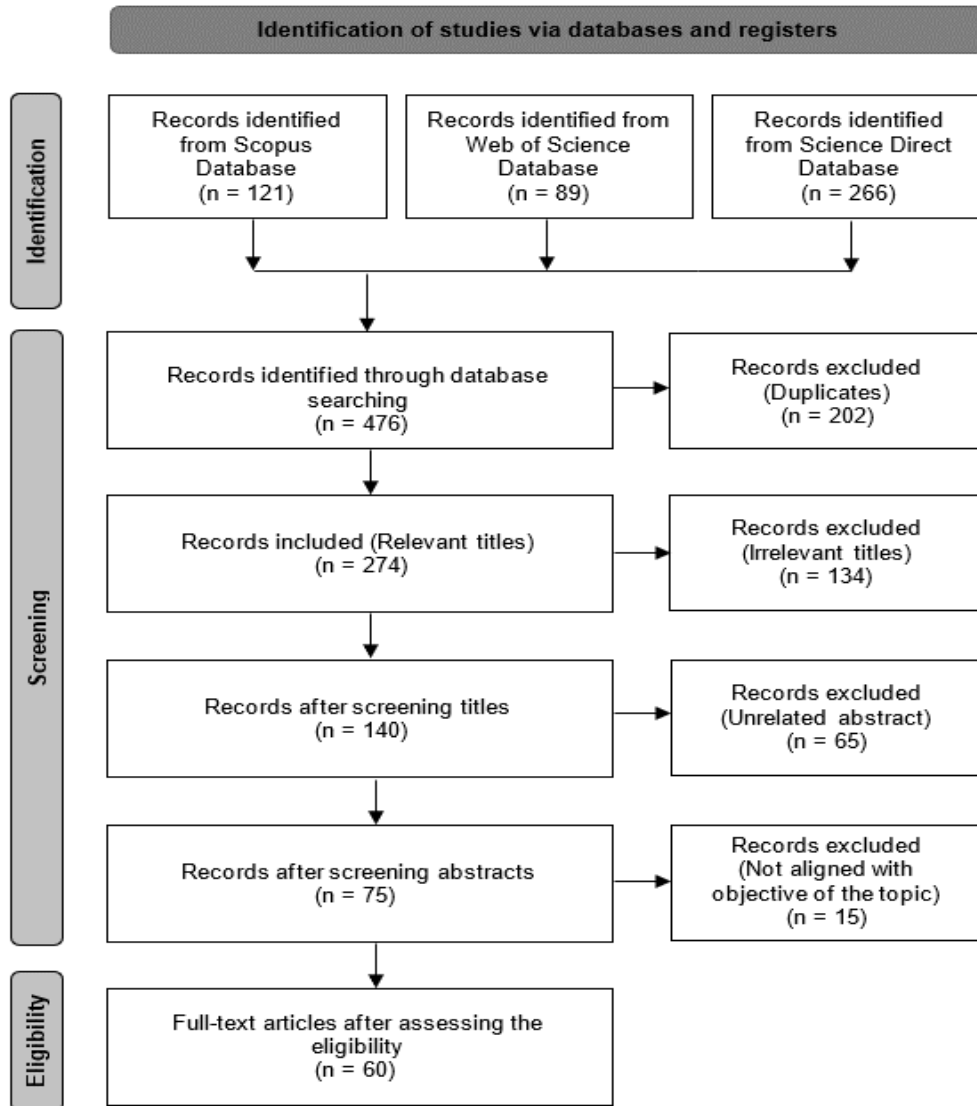 Identification of studies via databases and registers
Identification
Records identified
from Scopus
Database
(n = 121)
Records identified from
Web of Science
Database
(n = 89)
Records identified
from Science Direct
Database
(n = 266)
Screening
Records identified through database
searching
(n = 476)
Records excluded
(Duplicates)
(n = 202)
Records included (Relevant titles)
(n = 274)
Records excluded
(Irrelevant titles)
(n = 134)
Records after screening titles
(n = 140)
Records excluded
(Unrelated abstract)
(n = 65)
Records after screening abstracts
(n = 75)
Records excluded
(Not aligned with
objective of the topic)
(n = 15)
Eligibility
Full-text articles after assessing the
eligibility
(n = 60)